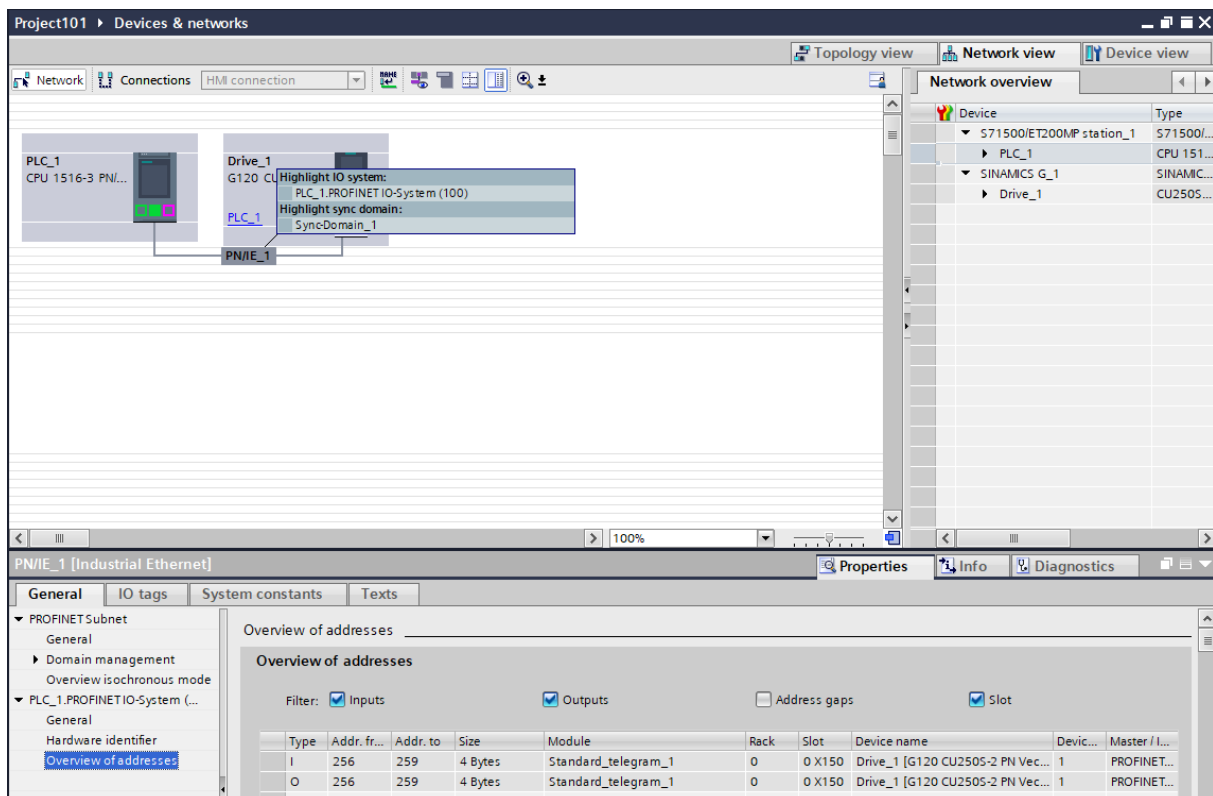 Project101 ▸ Devices & networks
Topology view Network view Device view
Network Connections HMI connection
Network overview
Device Type
S71500/ET200MP station_1 S71500/...
PLC_1 CPU 151...
SINAMICS G_1 SINAMIC...
Drive_1 CU250S...
PLC_1
CPU 1516-3 PN/...
Drive_1
G120 CU
PLC_1
Highlight IO system:
PLC_1.PROFINET IO-System (100)
Highlight sync domain:
Sync-Domain_1
PN/IE_1
100%
PN/IE_1 [Industrial Ethernet]
Properties Info Diagnostics
General IO tags System constants Texts
PROFINET Subnet
General
Domain management
Overview isochronous mode
PLC_1.PROFINET IO-System (...
General
Hardware identifier
Overview of addresses
Overview of addresses
Overview of addresses
Filter: Inputs Outputs Address gaps Slot
Type Addr. fr... Addr. to Size Module Rack Slot Device name Devic... Master / I...
I 256 259 4 Bytes Standard_telegram_1 0 0 X150 Drive_1 [G120 CU250S-2 PN Vec... 1 PROFINET...
O 256 259 4 Bytes Standard_telegram_1 0 0 X150 Drive_1 [G120 CU250S-2 PN Vec... 1 PROFINET...